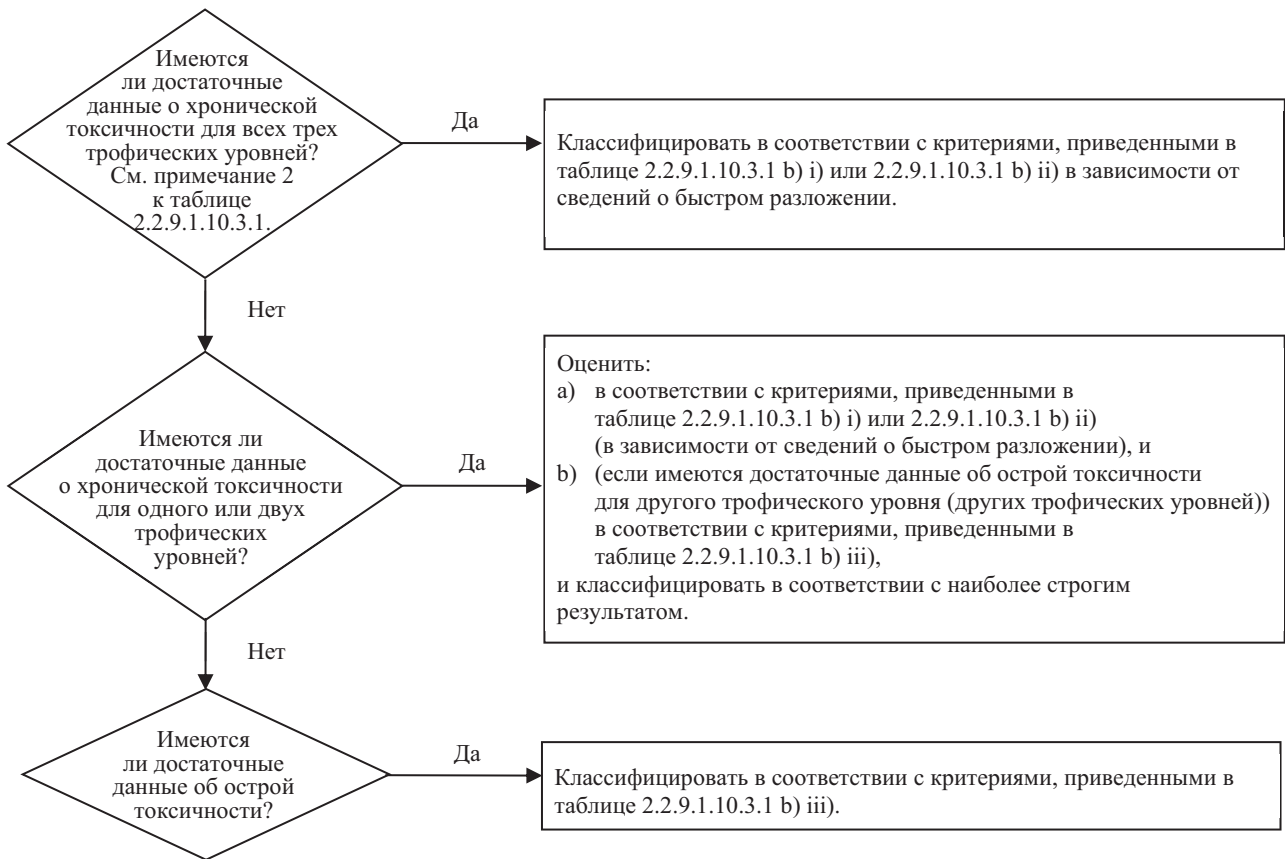 Имеются
ли достаточные
данные о хронической
токсичности для всех трех
трофических уровней?
См. примечание 2
к таблице
2.2.9.1.10.3.1.
Да
Классифицировать в соответствии с критериями, приведенными в
таблице 2.2.9.1.10.3.1 b) i) или 2.2.9.1.10.3.1 b) ii) в зависимости от
сведений о быстром разложении.
Нет
Имеются ли
достаточные данные
о хронической токсичности
для одного или двух
трофических
уровней?
Да
Оценить:
a) в соответствии с критериями, приведенными в
таблице 2.2.9.1.10.3.1 b) i) или 2.2.9.1.10.3.1 b) ii)
(в зависимости от сведений о быстром разложении), и
b) (если имеются достаточные данные об острой токсичности
для другого трофического уровня (других трофических уровней))
в соответствии с критериями, приведенными в
таблице 2.2.9.1.10.3.1 b) iii),
и классифицировать в соответствии с наиболее строгим
результатом.
Нет
Имеются
ли достаточные
данные об острой
токсичности?
Да
Классифицировать в соответствии с критериями, приведенными в
таблице 2.2.9.1.10.3.1 b) iii).